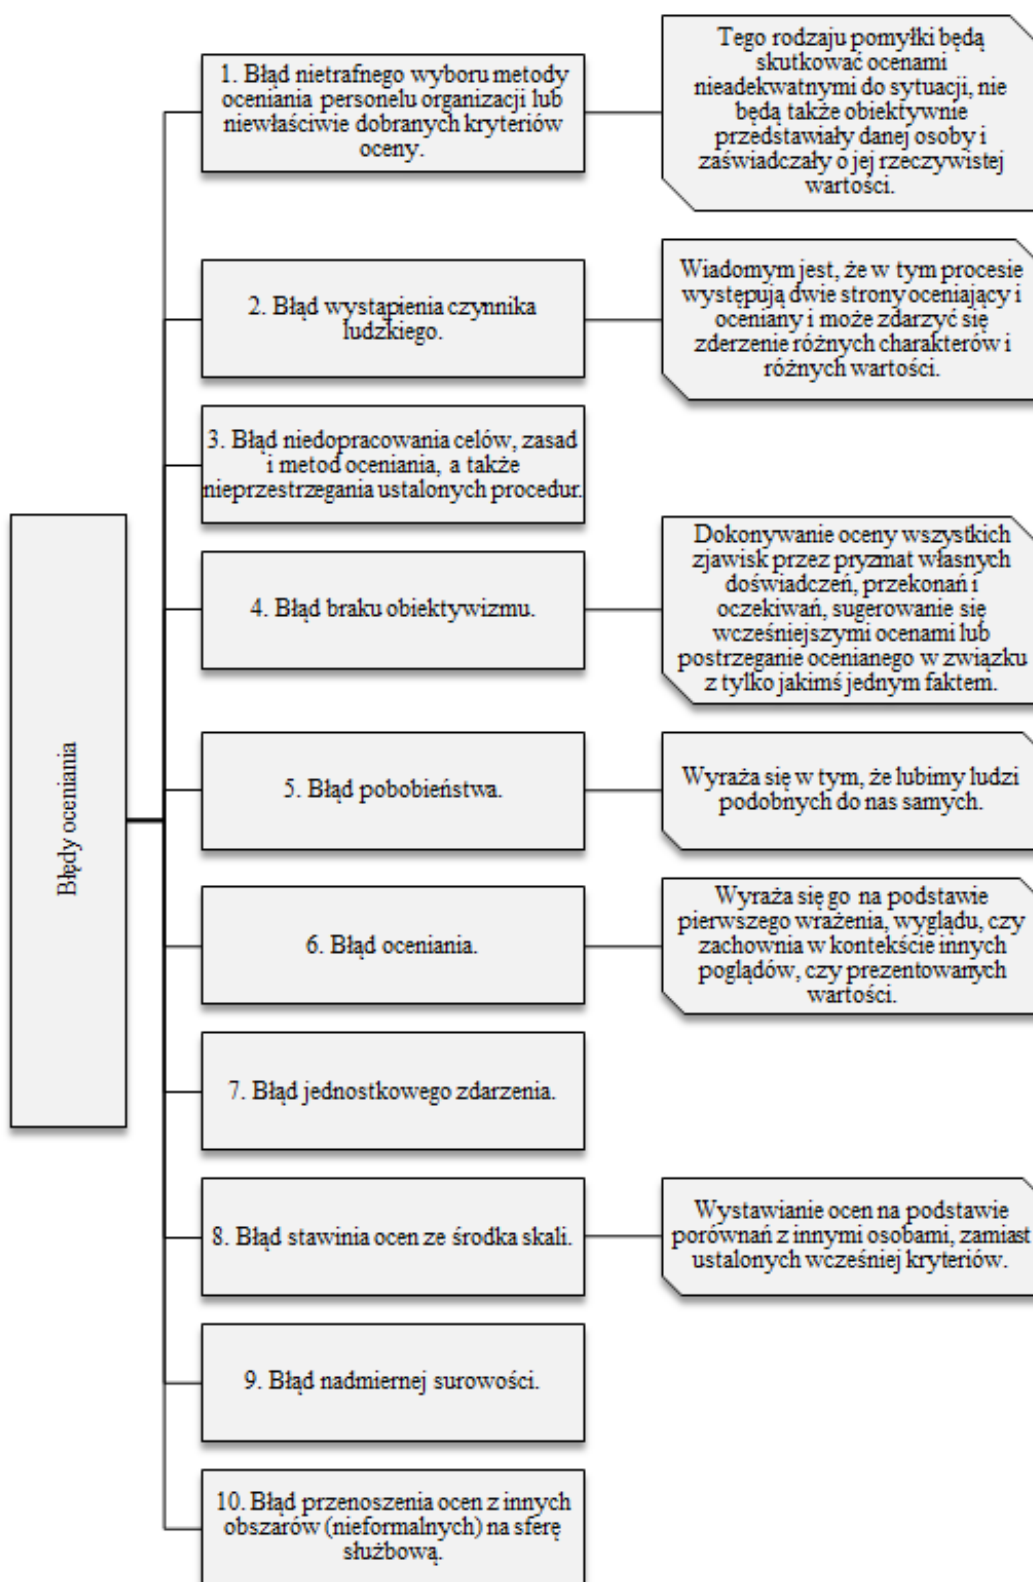 Błędy oceniania
1. Błąd nietrafnego wyboru metody
oceniania personelu organizacji lub
niewłaściwie dobranych kryteriów
oceny.
Tego rodzaju pomyłki będą
skutkować ocenami
nieadekwatnymi do sytuacji, nie
będą także obiektywnie
przedstawiały danej osoby i
zaświadczały o jej rzeczywistej
wartości.
2. Błąd wystąpienia czynnika
ludzkiego.
Wiadomym jest, że w tym procesie
występują dwie strony oceniający i
oceniany i może zdarzyć się
zderzenie różnych charakterów i
różnych wartości.
3. Błąd niedopracowania celów, zasad
i metod oceniania, a także
nieprzestrzegania ustalonych procedur.
4. Błąd braku obiektywizmu.
Dokonywanie oceny wszystkich
zjawisk przez pryzmat własnych
doświadczeń, przekonań i
oczekiwań, sugerowanie się
wcześniejszymi ocenami lub
postrzeganie ocenianego w związku
z tylko jakimś jednym faktem.
5. Błąd pobobieństwa.
Wyraża się w tym, że lubimy ludzi
podobnych do nas samych.
6. Błąd oceniania.
Wyraża się go na podstawie
pierwszego wrażenia, wyglądu, czy
zachownia w kontekście innych
poglądów, czy prezentowanych
wartości.
7. Błąd jednostkowego zdarzenia.
8. Błąd stawinia ocen ze środka skali.
Wystawianie ocen na podstawie
porównań z innymi osobami, zamiast
ustalonych wcześniej kryteriów.
9. Błąd nadmiernej surowości.
10. Błąd przenoszenia ocen z innych
obszarów (nieformalnych) na sferę
służbową.